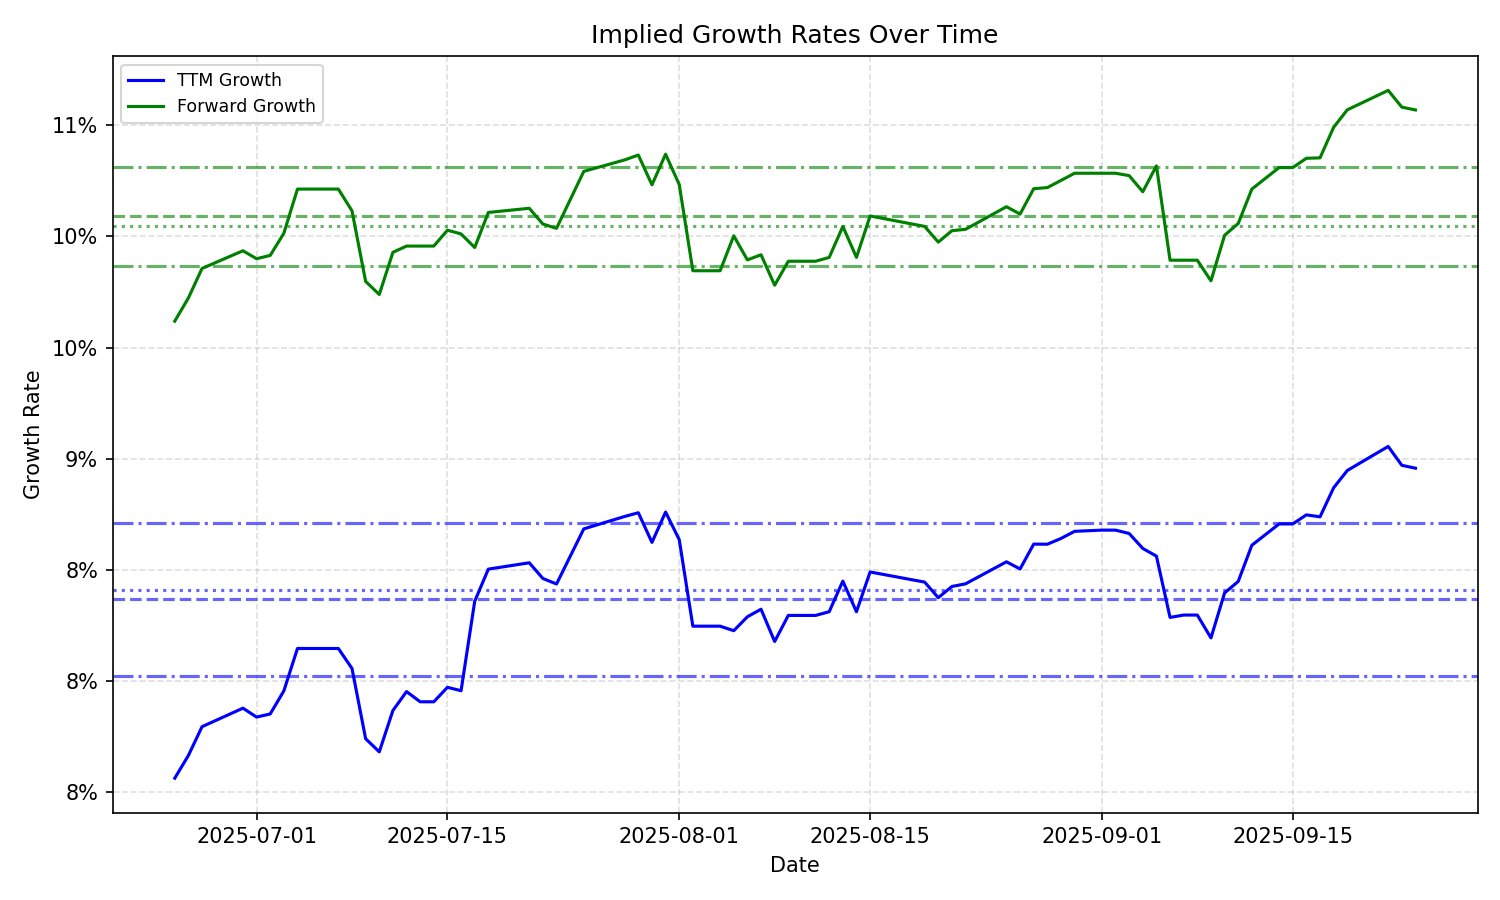 Implied Growth Rates Over Time
TTM Growth
Forward Growth
11%
10%
10%
9%
8%
8%
8%
Growth Rate
2025-07-01
2025-07-15
2025-08-01
2025-08-15
2025-09-01
2025-09-15
Date